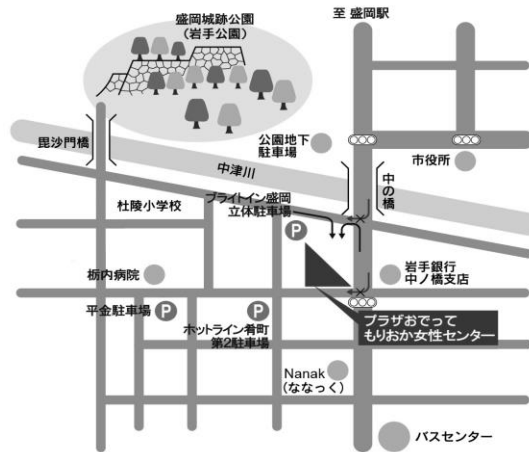 盛岡城跡公園
（岩手公園）
至 盛岡駅
毘沙門橋
公園地下
駐車場
中の橋
市役所
中津川
杜陵小学校
ブライトイン盛岡
立体駐車場
P
栃内病院
岩手銀行
中ノ橋支店
平金駐車場
P
P
ホットライン肴町
第2駐車場
プラザおでって
もりおか女性センター
Nanak
（ななっく）
バスセンター